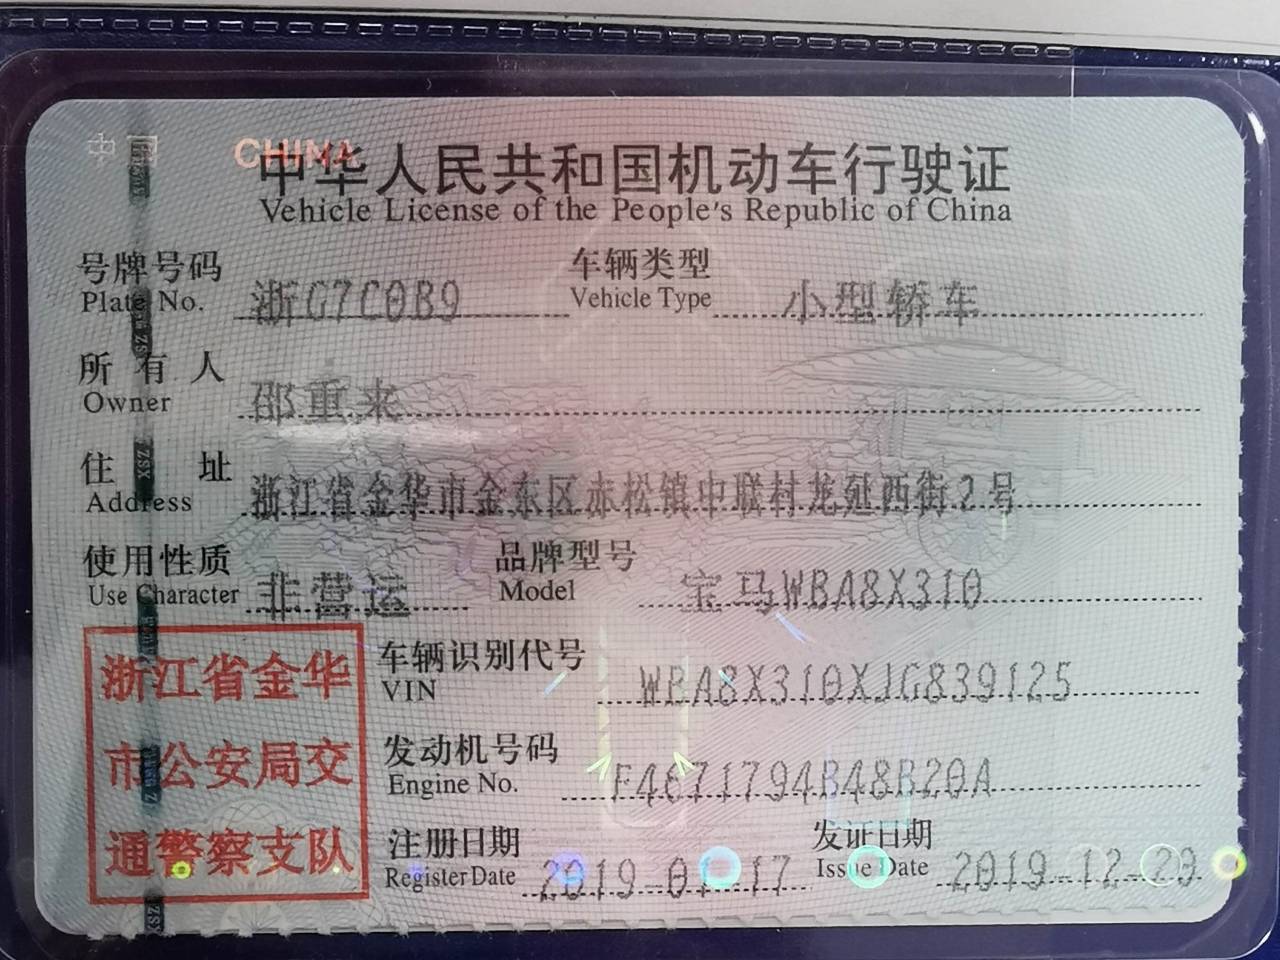 中国 CHINA
中华人民共和国机动车行驶证
Vehicle License of the People's Republic of China
号牌号码 浙G7C0B9 车辆类型 小型轿车
Plate No. Vehicle Type
所有人 邵重来
Owner
住址 浙江省金华市金东区赤松镇中联村龙延西街2号
Address
使用性质 非营运 品牌型号 宝马WBA8X310
Use Character Model
浙江省金华
市公安局交
通警察支队
车辆识别代号 WBA8X310XJG839125
VIN
发动机号码 F4671794B48B20A
Engine No.
注册日期 2019-01-17 发证日期 2019-12-20
Register Date Issue Date